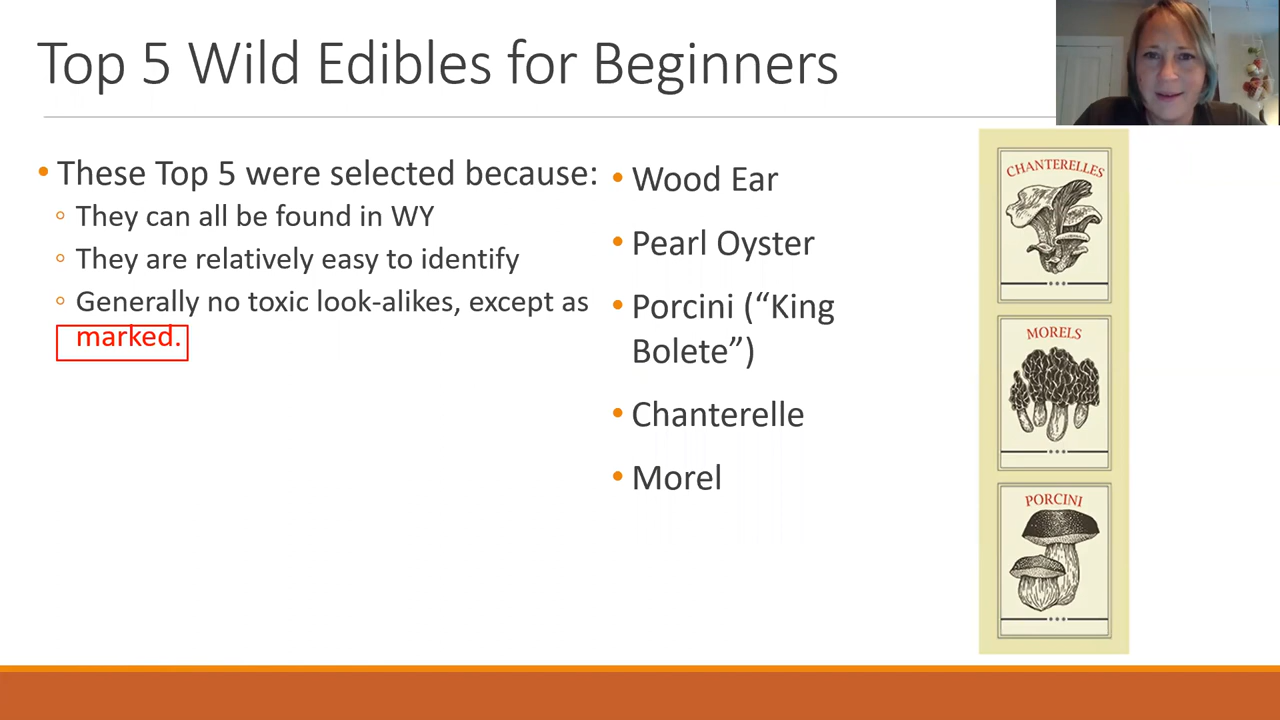 Top 5 Wild Edibles for Beginners
• These Top 5 were selected because:
◦ They can all be found in WY
◦ They are relatively easy to identify
◦ Generally no toxic look-alikes, except as
marked.
• Wood Ear
• Pearl Oyster
• Porcini (“King
Bolete”)
• Chanterelle
• Morel
CHANTERELLES
MORELS
PORCINI